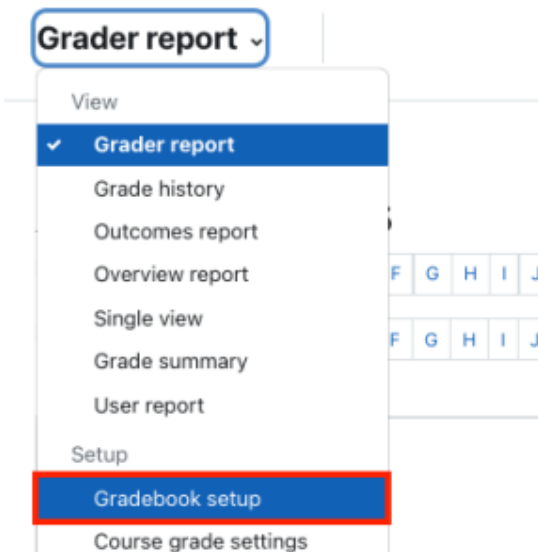 Grader report
View
Grader report
Grade history
Outcomes report
Overview report
F G H I J
Single view
F G H I J
Grade summary
User report
Setup
Gradebook setup
Course grade settings